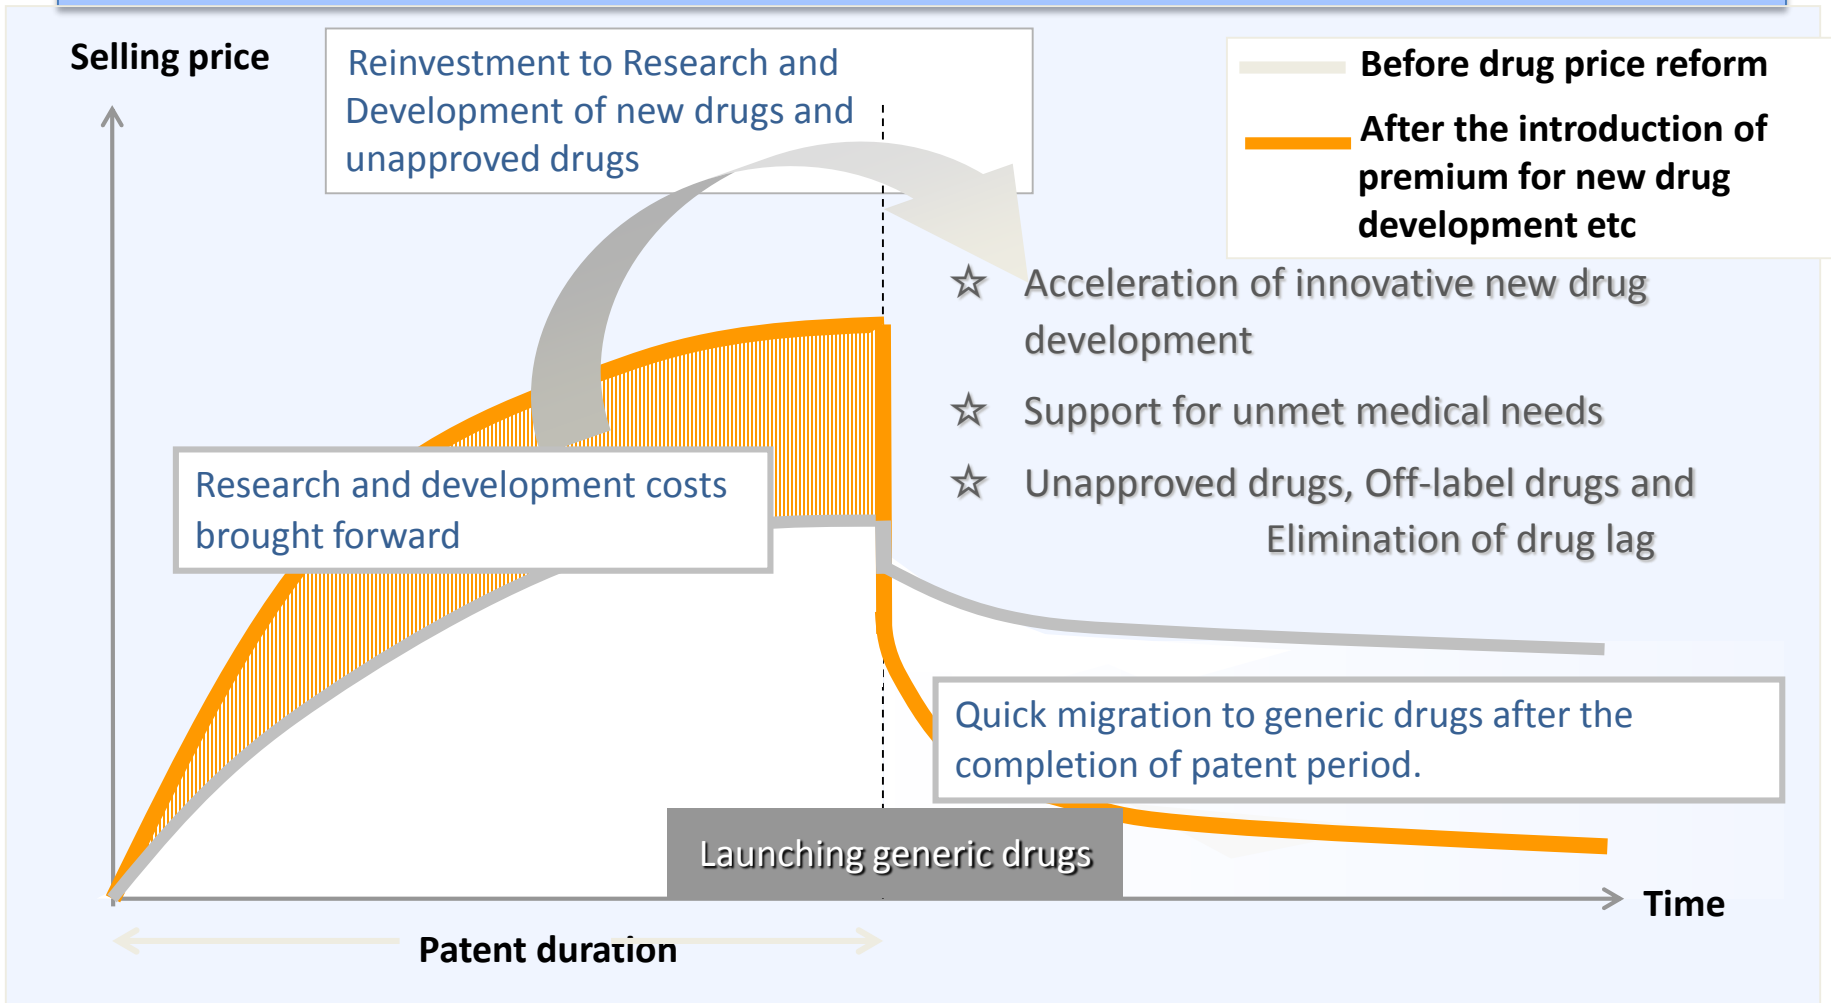 Selling price
Reinvestment to Research and
Development of new drugs and
unapproved drugs
Before drug price reform
After the introduction of
premium for new drug
development etc
☆ Acceleration of innovative new drug
development
☆ Support for unmet medical needs
☆ Unapproved drugs, Off-label drugs and
Elimination of drug lag
Research and development costs
brought forward
Quick migration to generic drugs after the
completion of patent period.
Launching generic drugs
Time
Patent duration